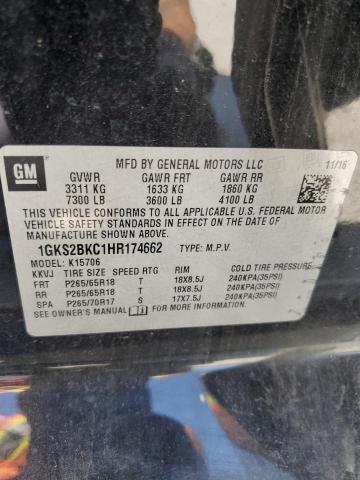 GM
MFD BY GENERAL MOTORS LLC 11/16
GVWR GAWR FRT GAWR RR
3311 KG 1633 KG 1860 KG
7300 LB 3600 LB 4100 LB
THIS VEHICLE CONFORMS TO ALL APPLICABLE U.S. FEDERAL MOTOR
VEHICLE SAFETY AND THEFT PREVENTION STANDARDS IN EFFECT ON
THE DATE OF MANUFACTURE SHOWN ABOVE.
1GKS2BKC1HR174662 TYPE: M.P.V.
MODEL: K15706
KKVJ TIRE SIZE SPEED RTG RIM COLD TIRE PRESSURE
FRT P265/65R18 T 18X8.5J 240KPA(35PSI)
RR P265/65R18 T 18X8.5J 240KPA(35PSI)
SPA P265/70R17 S 17X7.5J 240KPA(35PSI)
SEE OWNER'S MANUAL FOR MORE INFORMATION.